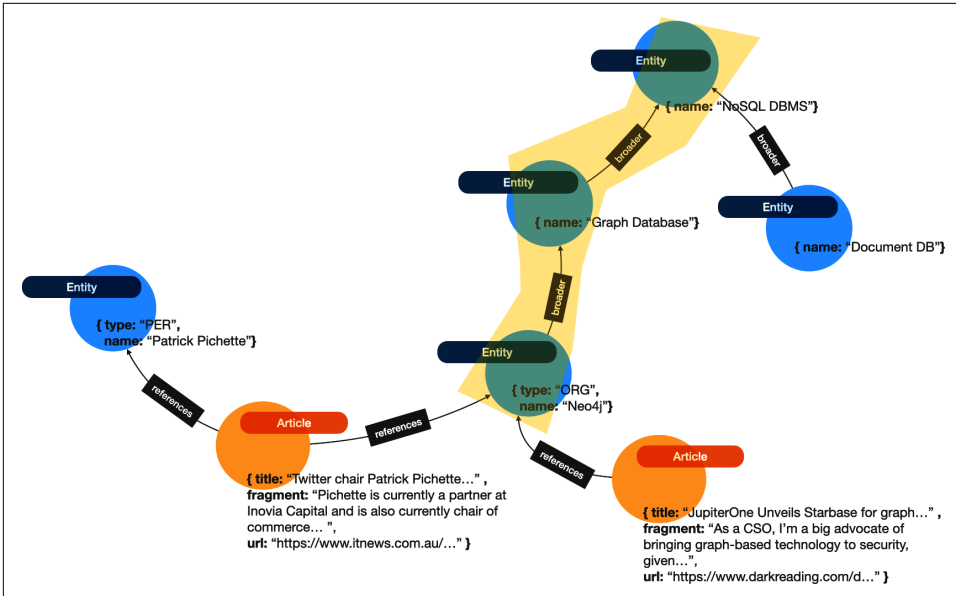 Entity
{ name: “NoSQL DBMS”}
broader
broader
Entity
{ name: “Graph Database”}
Entity
{ name: “Document DB”}
broader
Entity
{ type: “PER”,
name: “Patrick Pichette”}
Entity
{ type: “ORG”,
name: “Neo4j”}
references
references
references
Article
{ title: “Twitter chair Patrick Pichette…” ,
fragment: “Pichette is currently a partner at
Inovia Capital and is also currently chair of
commerce… ”,
url: “https://www.itnews.com.au/…” }
Article
{ title: “JupiterOne Unveils Starbase for graph…” ,
fragment: “As a CSO, I’m a big advocate of
bringing graph-based technology to security,
given…”,
url: “https://www.darkreading.com/d…” }